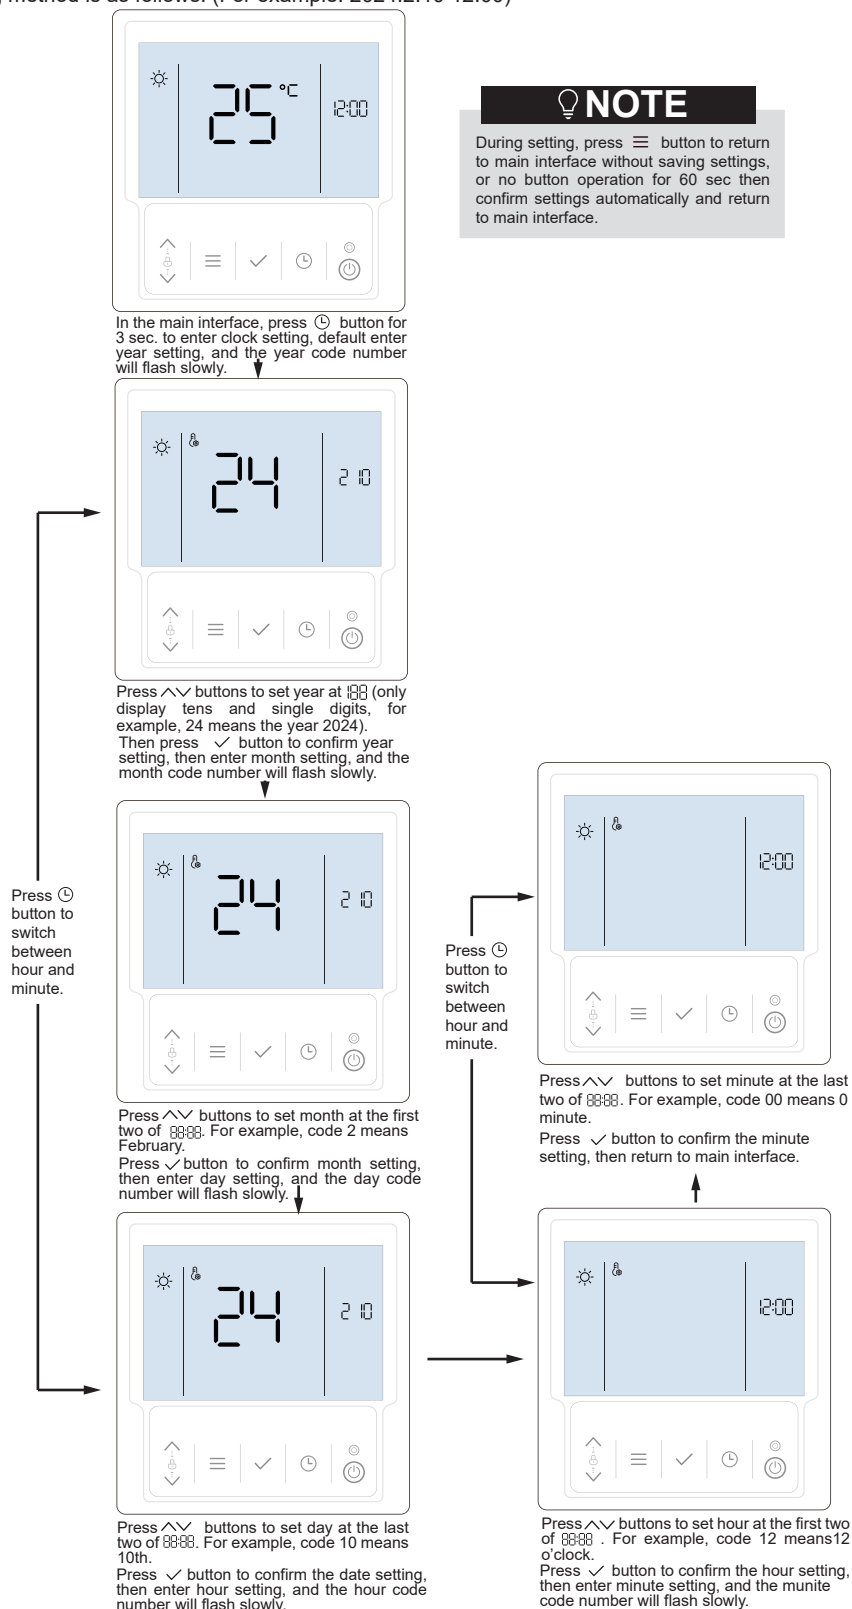 method is as follows. (For example: 2024.2.10 12:00)
25 °C
12:00
NOTE
During setting, press button to return
to main interface without saving settings,
or no button operation for 60 sec then
confirm settings automatically and return
to main interface.
In the main interface, press button for
3 sec. to enter clock setting, default enter
year setting, and the year code number
will flash slowly.
24
2 10
Press buttons to set year at 188 (only
display tens and single digits, for
example, 24 means the year 2024).
Then press button to confirm year
setting, then enter month setting, and the
month code number will flash slowly.
24
2 10
Press
button to
switch
between
hour and
minute.
Press buttons to set month at the first
two of 88:88. For example, code 2 means
February.
Press button to confirm month setting,
then enter day setting, and the day code
number will flash slowly.
24
2 10
Press buttons to set day at the last
two of 88:88. For example, code 10 means
10th.
Press button to confirm the date setting,
then enter hour setting, and the hour code
number will flash slowly.
12:00
Press
button to
switch
between
hour and
minute.
Press buttons to set minute at the last
two of 88:88. For example, code 00 means 0
minute.
Press button to confirm the minute
setting, then return to main interface.
12:00
Press buttons to set hour at the first two
of 88:88 . For example, code 12 means12
o'clock.
Press button to confirm the hour setting,
then enter minute setting, and the munite
code number will flash slowly.